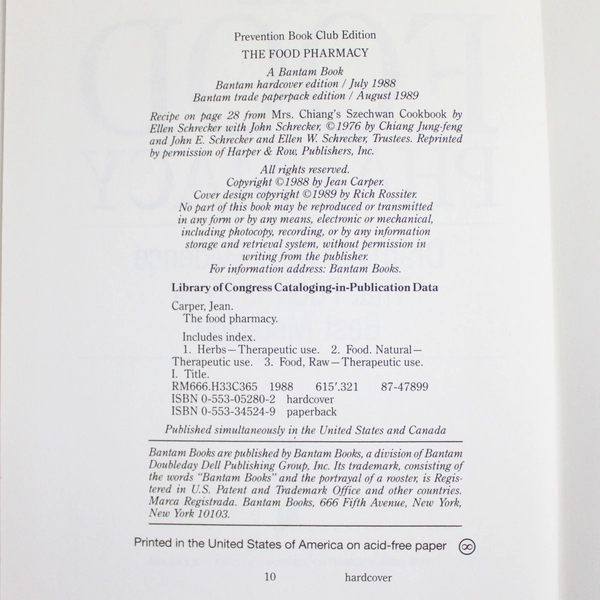 Prevention Book Club Edition
THE FOOD PHARMACY
A Bantam Book
Bantam hardcover edition / July 1988
Bantam trade paperpack edition / August 1989
Recipe on page 28 from Mrs. Chiang's Szechwan Cookbook by
Ellen Schrecker with John Schrecker, ©1976 by Chiang Jung-feng
and John E. Schrecker and Ellen W. Schrecker, Trustees. Reprinted
by permission of Harper & Row, Publishers, Inc.
All rights reserved.
Copyright ©1988 by Jean Carper.
Cover design copyright ©1989 by Rich Rossiter.
No part of this book may be reproduced or transmitted
in any form or by any means, electronic or mechanical,
including photocopy, recording, or by any information
storage and retrieval system, without permission in
writing from the publisher.
For information address: Bantam Books.
Library of Congress Cataloging-in-Publication Data
Carper, Jean.
The food pharmacy.
Includes index.
1. Herbs—Therapeutic use. 2. Food. Natural—
Therapeutic use. 3. Food, Raw—Therapeutic use.
I. Title.
RM666.H33C365 1988 615'.321 87-47899
ISBN 0-553-05280-2 hardcover
ISBN 0-553-34524-9 paperback
Published simultaneously in the United States and Canada
Bantam Books are published by Bantam Books, a division of Bantam
Doubleday Dell Publishing Group, Inc. Its trademark, consisting of
the words "Bantam Books" and the portrayal of a rooster, is Regis-
tered in U.S. Patent and Trademark Office and other countries.
Marca Registrada. Bantam Books, 666 Fifth Avenue, New York,
New York 10103.
Printed in the United States of America on acid-free paper ♾
10 hardcover